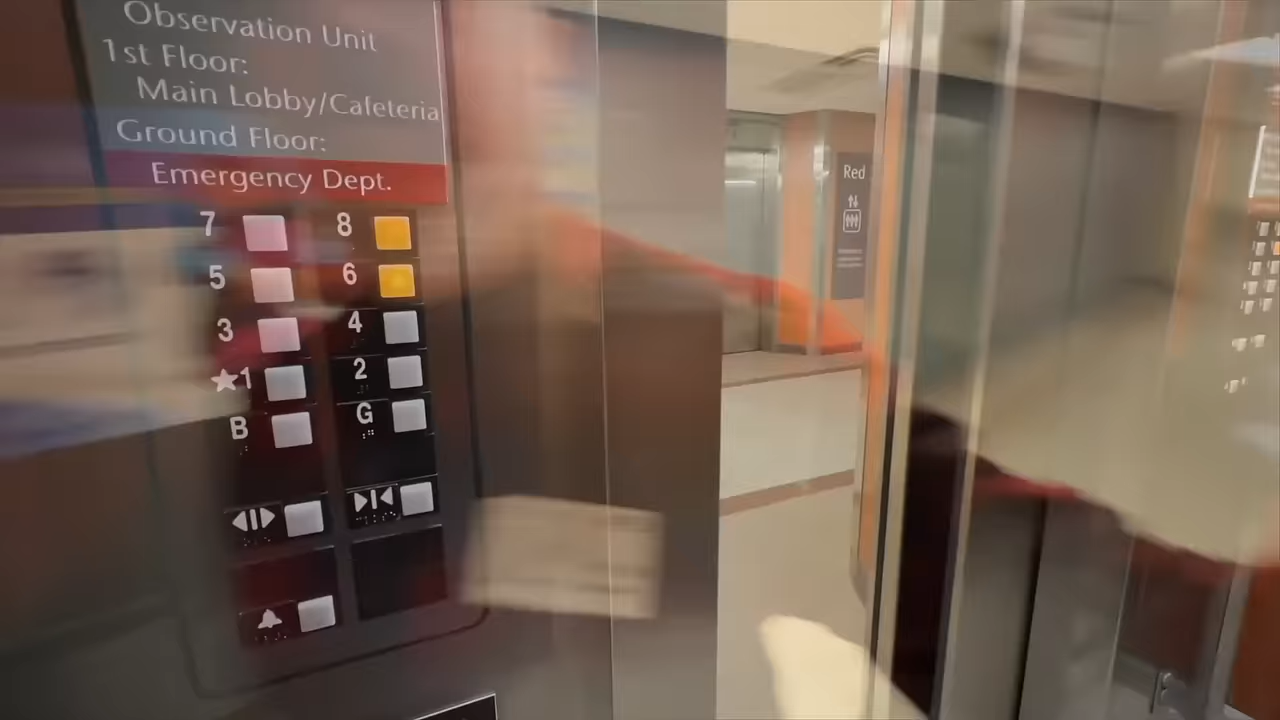 Observation Unit
1st Floor:
Main Lobby/Cafeteria
Ground Floor:
Emergency Dept.
7 8
5 6
3 4
★1 2
B G
Red